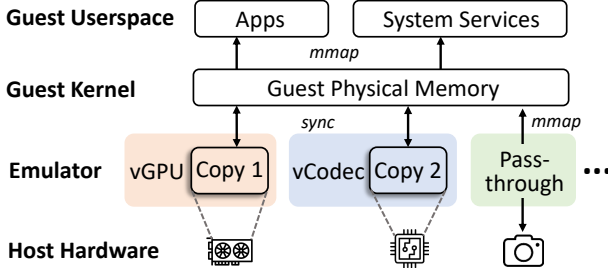 Guest Userspace
Apps
System Services
mmap
Guest Kernel
Guest Physical Memory
sync
mmap
Emulator
vGPU
Copy 1
vCodec
Copy 2
Pass-
through
...
Host Hardware